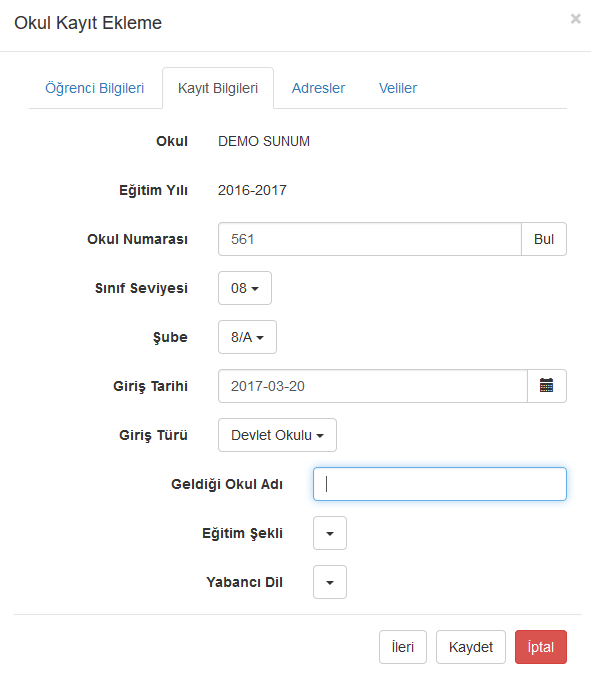 Okul Kayıt Ekleme
×
Öğrenci Bilgileri Kayıt Bilgileri Adresler Veliler
Okul DEMO SUNUM
Eğitim Yılı 2016-2017
Okul Numarası 561 Bul
Sınıf Seviyesi 08
Şube 8/A
Giriş Tarihi 2017-03-20
Giriş Türü Devlet Okulu
Geldiği Okul Adı
Eğitim Şekli
Yabancı Dil
İleri Kaydet İptal